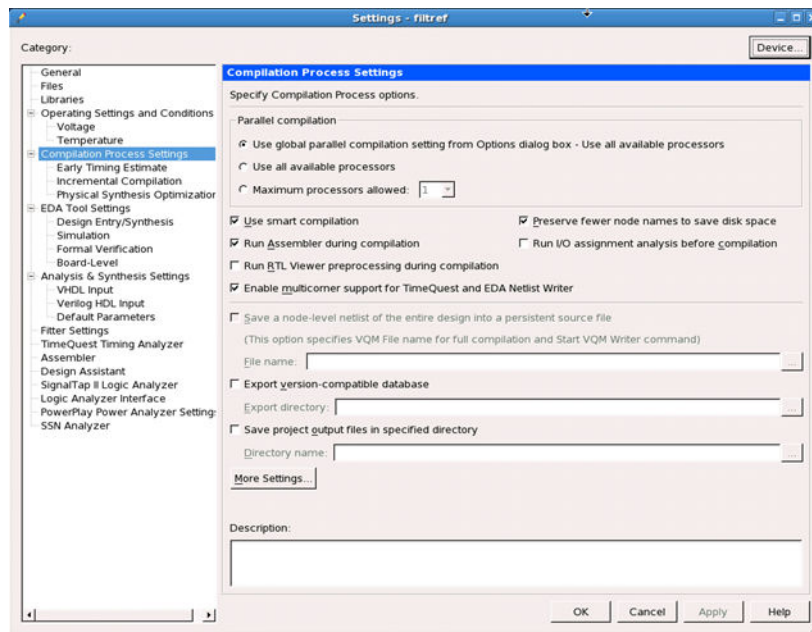 Settings - filtref
Category:
Device...
General
Files
Libraries
Operating Settings and Conditions
Voltage
Temperature
Compilation Process Settings
Early Timing Estimate
Incremental Compilation
Physical Synthesis Optimization
EDA Tool Settings
Design Entry/Synthesis
Simulation
Formal Verification
Board-Level
Analysis & Synthesis Settings
VHDL Input
Verilog HDL Input
Default Parameters
Fitter Settings
TimeQuest Timing Analyzer
Assembler
Design Assistant
SignalTap II Logic Analyzer
Logic Analyzer Interface
PowerPlay Power Analyzer Setting
SSN Analyzer
Compilation Process Settings
Specify Compilation Process options.
Parallel compilation
Use global parallel compilation setting from Options dialog box - Use all available processors
Use all available processors
Maximum processors allowed: 1
Use smart compilation
Preserve fewer node names to save disk space
Run Assembler during compilation
Run I/O assignment analysis before compilation
Run RTL Viewer preprocessing during compilation
Enable multicorner support for TimeQuest and EDA Netlist Writer
Save a node-level netlist of the entire design into a persistent source file
(This option specifies VQM File name for full compilation and Start VQM Writer command)
File name: ...
Export version-compatible database
Export directory: ...
Save project output files in specified directory
Directory name: ...
More Settings...
Description:
OK Cancel Apply Help